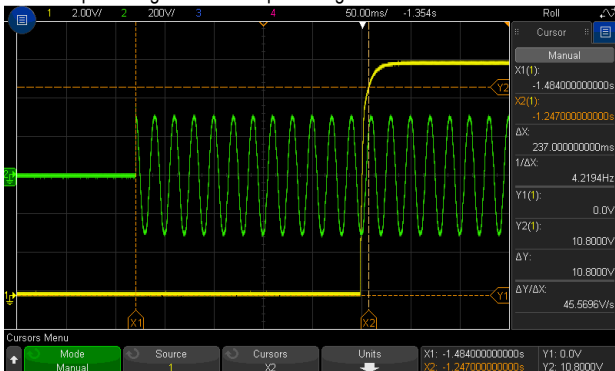 1 2.00V/ 2 200V/ 3 4 50.00ms/ -1.354s Roll
Cursor
Manual
X1(1):
-1.484000000000s
X2(1):
-1.247000000000s
ΔX:
237.000000000ms
1/ΔX:
4.2194Hz
Y1(1):
0.0V
Y2(1):
10.8000V
ΔY:
10.8000V
ΔY/ΔX:
45.5696V/s
Y2
2
1
Y1
X1 X2
Cursors Menu
Mode Source Cursors Units X1: -1.484000000000s Y1: 0.0V
Manual 1 X2 X2: -1.247000000000s Y2: 10.8000V